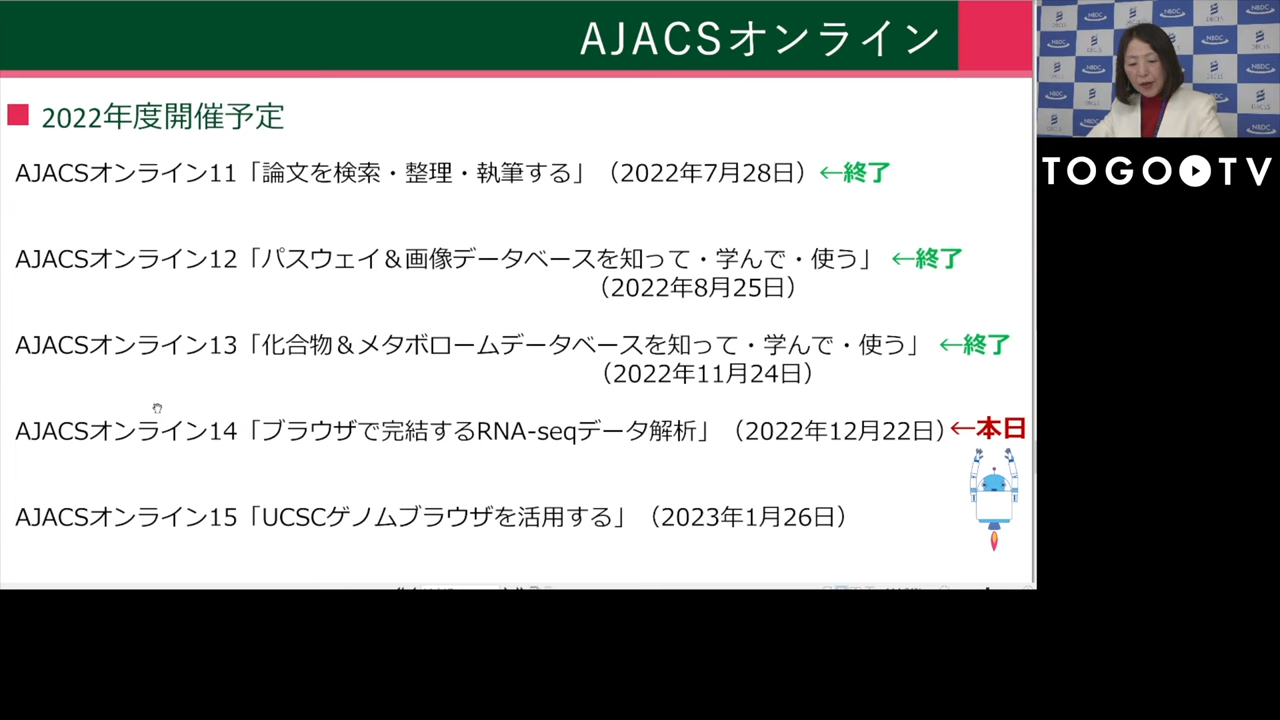 AJACSオンライン
2022年度開催予定
AJACSオンライン11「論文を検索・整理・執筆する」（2022年7月28日）←終了
AJACSオンライン12「パスウェイ＆画像データベースを知って・学んで・使う」 ←終了
（2022年8月25日）
AJACSオンライン13「化合物＆メタボロームデータベースを知って・学んで・使う」 ←終了
（2022年11月24日）
AJACSオンライン14「ブラウザで完結するRNA-seqデータ解析」（2022年12月22日）←本日
AJACSオンライン15「UCSCゲノムブラウザを活用する」（2023年1月26日）
NBDC
DBCLS
TOGO TV